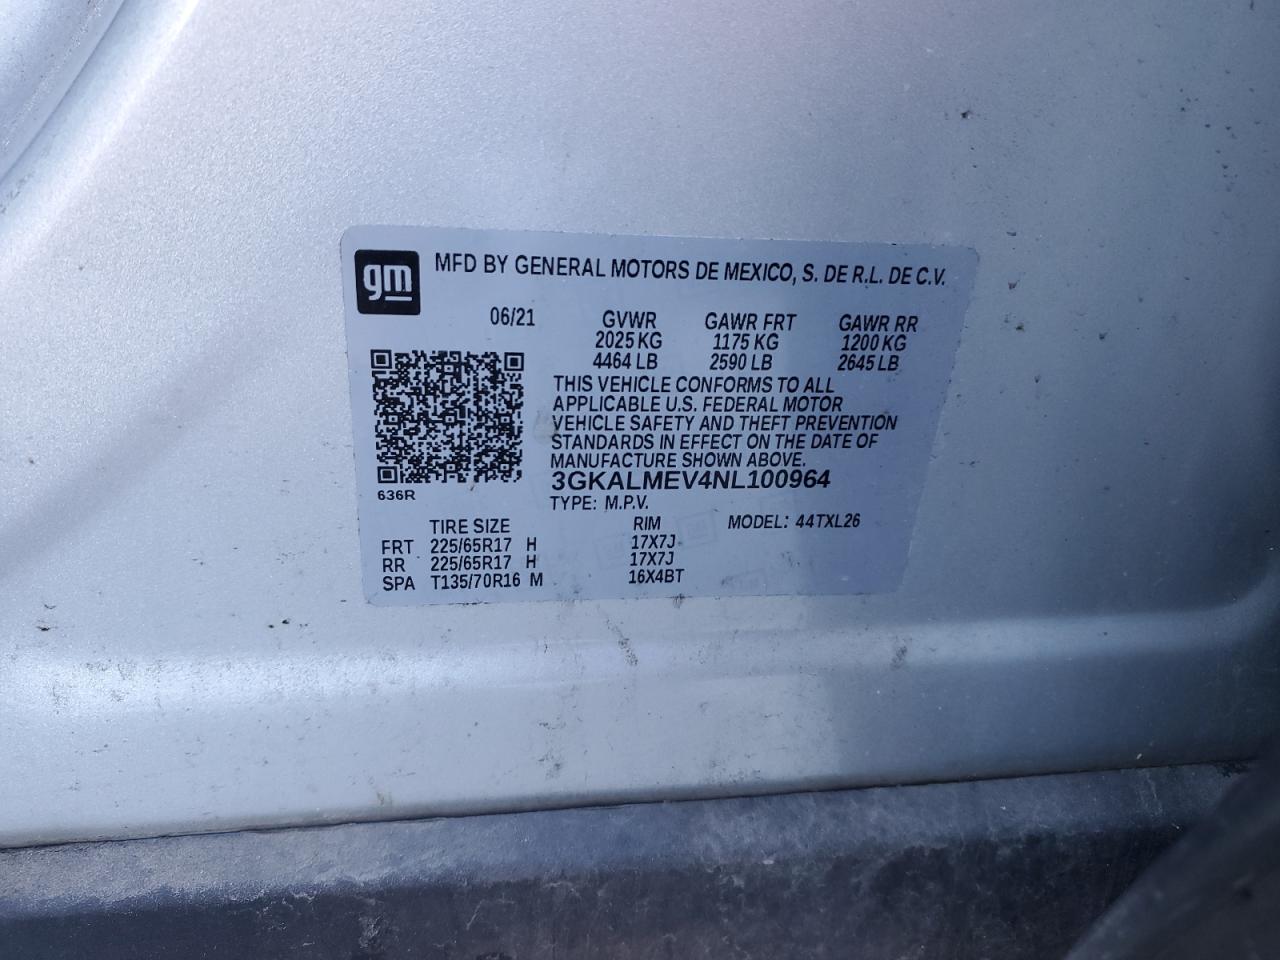 gm
MFD BY GENERAL MOTORS DE MEXICO, S. DE R.L. DE C.V.
06/21 GVWR GAWR FRT GAWR RR
2025 KG 1175 KG 1200 KG
4464 LB 2590 LB 2645 LB
THIS VEHICLE CONFORMS TO ALL
APPLICABLE U.S. FEDERAL MOTOR
VEHICLE SAFETY AND THEFT PREVENTION
STANDARDS IN EFFECT ON THE DATE OF
MANUFACTURE SHOWN ABOVE.
3GKALMEV4NL100964
636R
TYPE: M.P.V.
TIRE SIZE RIM MODEL: 44TXL26
FRT 225/65R17 H 17X7J
RR 225/65R17 H 17X7J
SPA T135/70R16 M 16X4BT